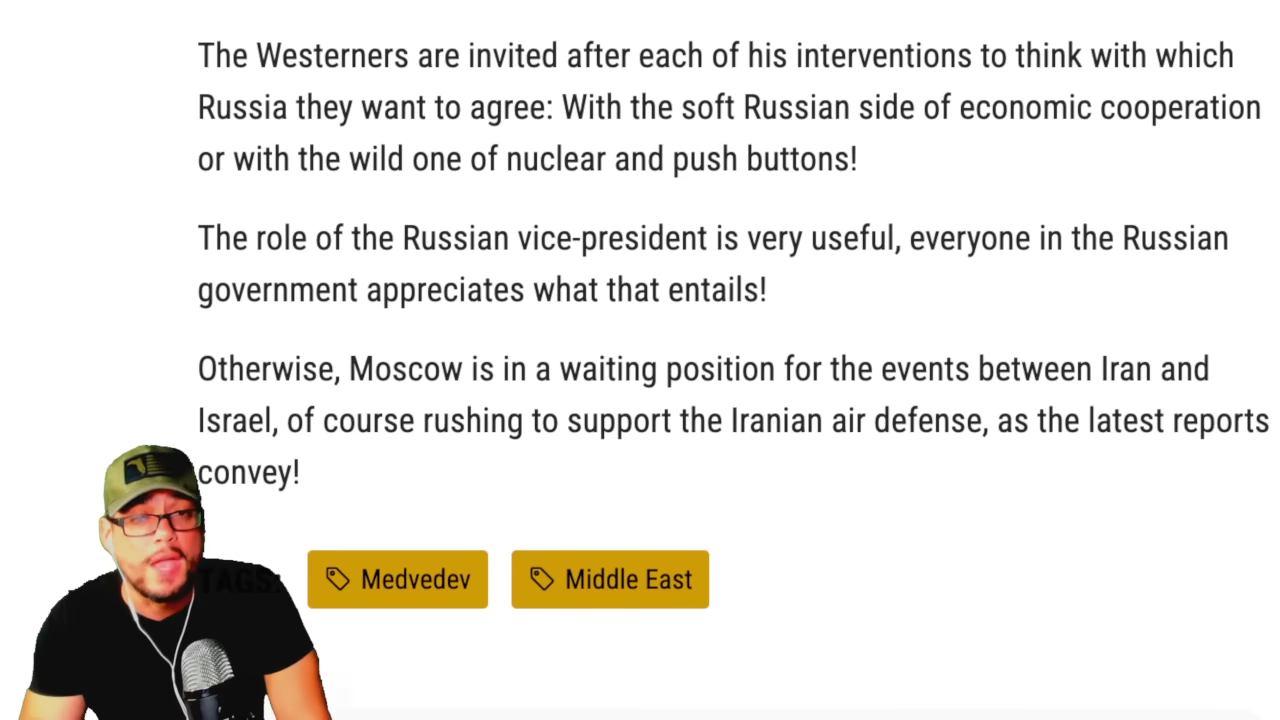 The Westerners are invited after each of his interventions to think with which
Russia they want to agree: With the soft Russian side of economic cooperation
or with the wild one of nuclear and push buttons!
The role of the Russian vice-president is very useful, everyone in the Russian
government appreciates what that entails!
Otherwise, Moscow is in a waiting position for the events between Iran and
Israel, of course rushing to support the Iranian air defense, as the latest reports
convey!
TAGS: Medvedev Middle East